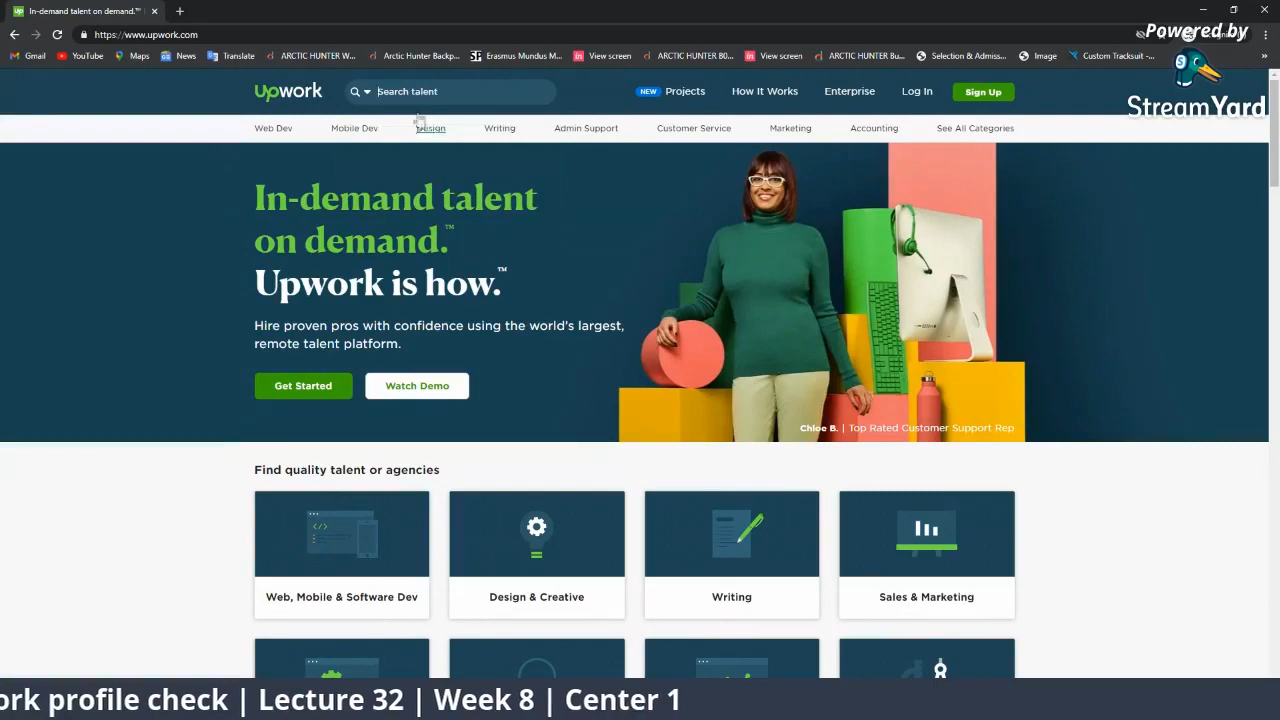 In-demand talent on demand.™ |
https://www.upwork.com
Powered by
Gmail YouTube Maps News Translate ARCTIC HUNTER W... Arctic Hunter Backp... Erasmus Mundus M... View screen ARCTIC HUNTER B0... View screen ARCTIC HUNTER Bu... Selection & Admiss... Image Custom Tracksuit -...
StreamYard
Upwork Search talent NEW Projects How It Works Enterprise Log In Sign Up
Web Dev Mobile Dev Design Writing Admin Support Customer Service Marketing Accounting See All Categories
In-demand talent
on demand.™
Upwork is how.™
Hire proven pros with confidence using the world's largest,
remote talent platform.
Get Started Watch Demo
Chloe B. | Top Rated Customer Support Rep
Find quality talent or agencies
Web, Mobile & Software Dev Design & Creative Writing Sales & Marketing
ork profile check | Lecture 32 | Week 8 | Center 1